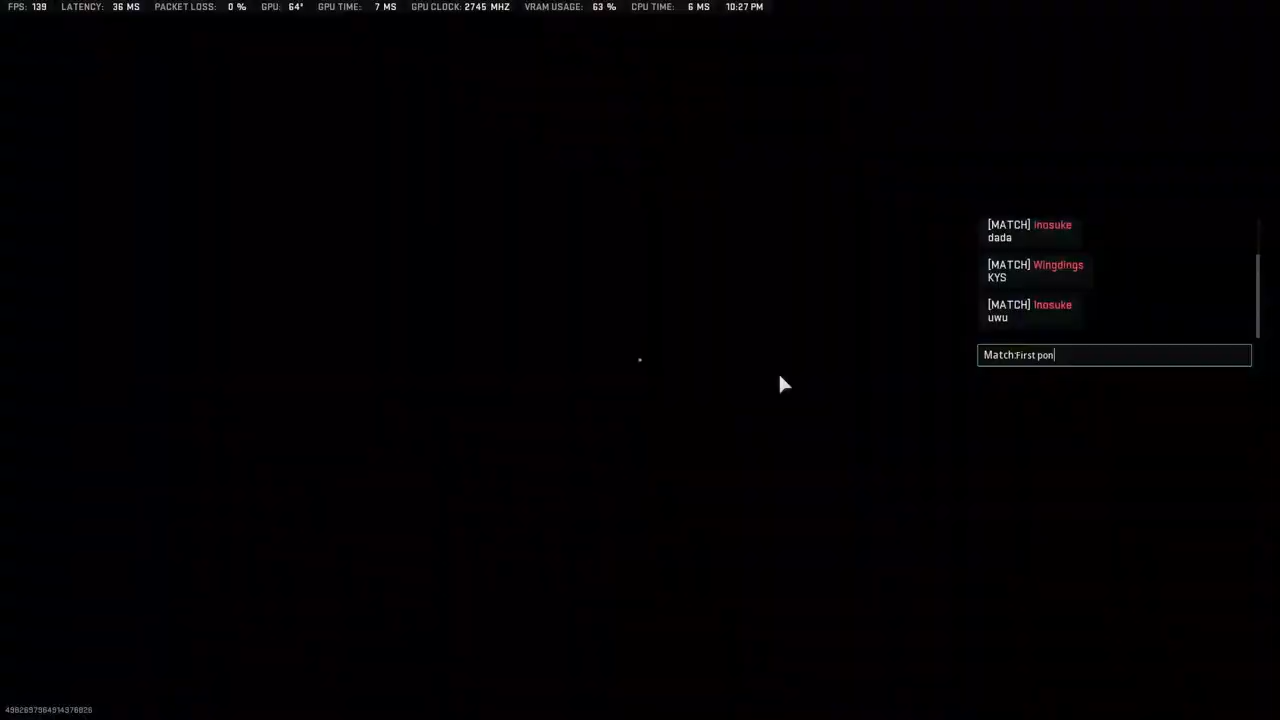 FPS: 139 LATENCY: 36 MS PACKET LOSS: 0 % GPU: 64° GPU TIME: 7 MS GPU CLOCK: 2745 MHZ VRAM USAGE: 63 % CPU TIME: 6 MS 10:27 PM
[MATCH] Inosuke
dada
[MATCH] Wingdings
KYS
[MATCH] Inosuke
uwu
Match:First pon